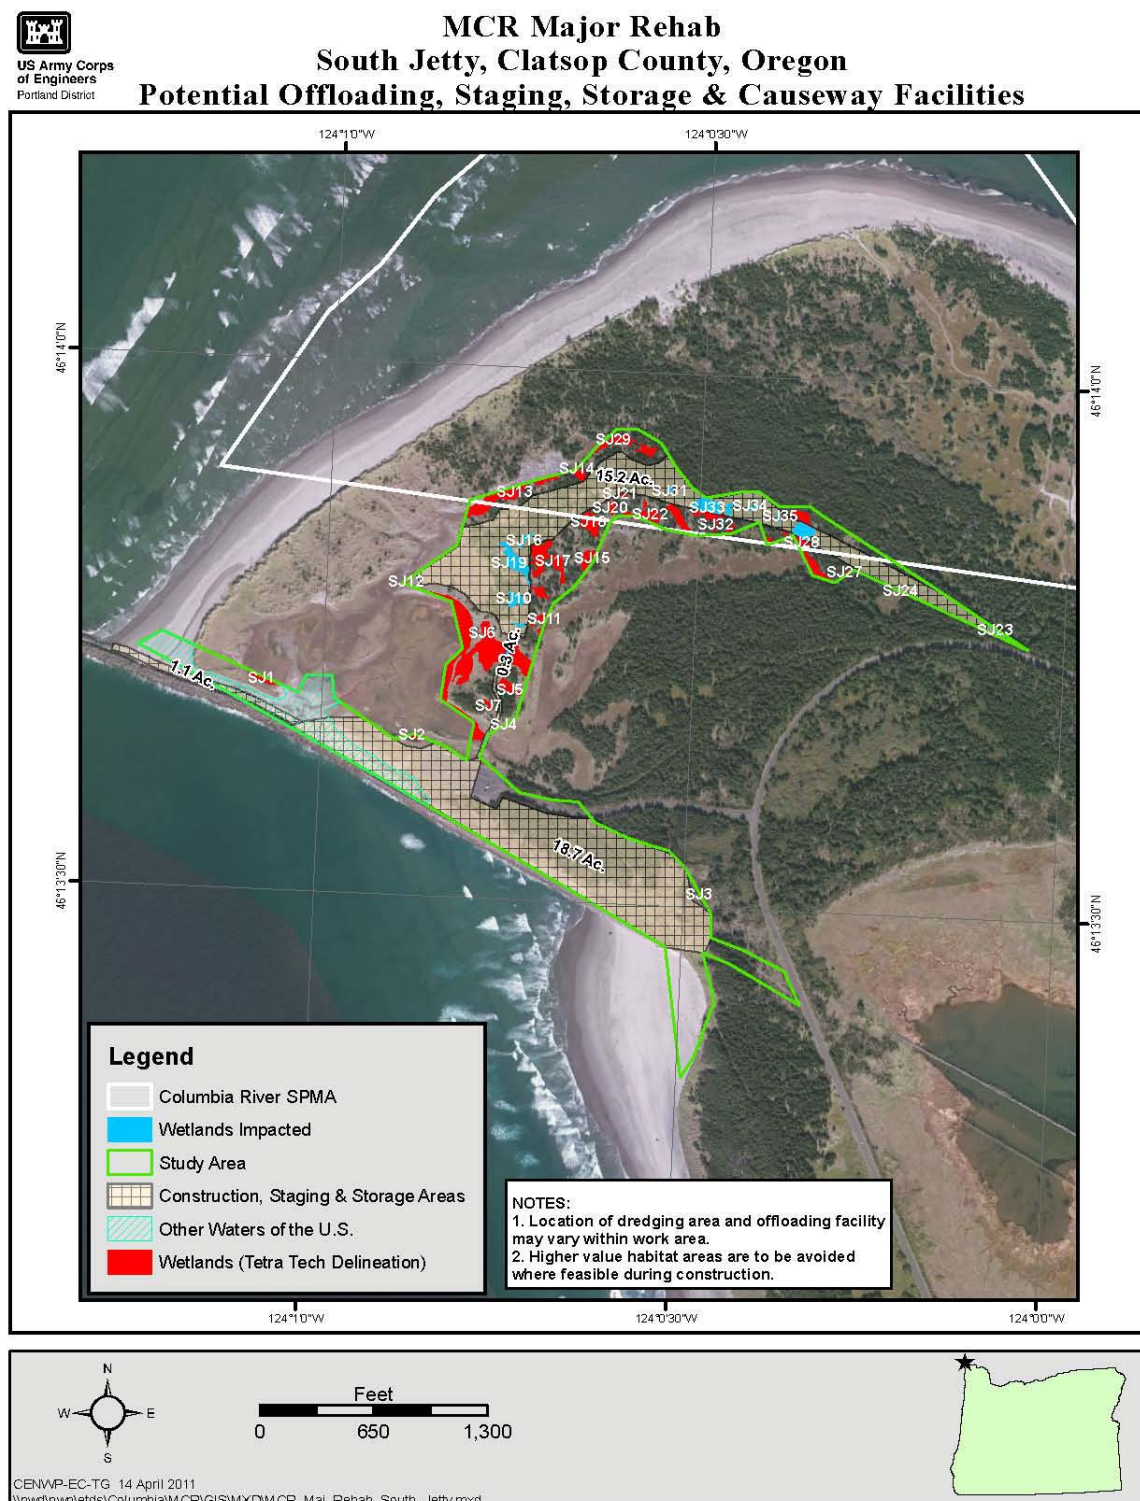 US Army Corps
of Engineers
Portland District
MCR Major Rehab
South Jetty, Clatsop County, Oregon
Potential Offloading, Staging, Storage & Causeway Facilities
124°1'0"W
124°0'30"W
46°14'0"N
46°14'0"N
SJ29
SJ14
15.2 Ac.
SJ13
SJ21
SJ31
SJ20
SJ22
SJ33
SJ34
SJ18
SJ32
SJ35
SJ16
SJ28
SJ19
SJ17
SJ15
SJ27
SJ12
SJ24
SJ10
SJ11
SJ23
SJ6
0.3 Ac.
1.1 Ac.
SJ1
SJ5
SJ7
SJ4
SJ2
18.7 Ac.
SJ3
46°13'30"N
46°13'30"N
Legend
Columbia River SPMA
Wetlands Impacted
Study Area
Construction, Staging & Storage Areas
Other Waters of the U.S.
Wetlands (Tetra Tech Delineation)
NOTES:
1. Location of dredging area and offloading facility
may vary within work area.
2. Higher value habitat areas are to be avoided
where feasible during construction.
124°1'0"W
124°0'30"W
124°0'0"W
N
W
E
S
Feet
0
650
1,300
CENWP-EC-TG 14 April 2011